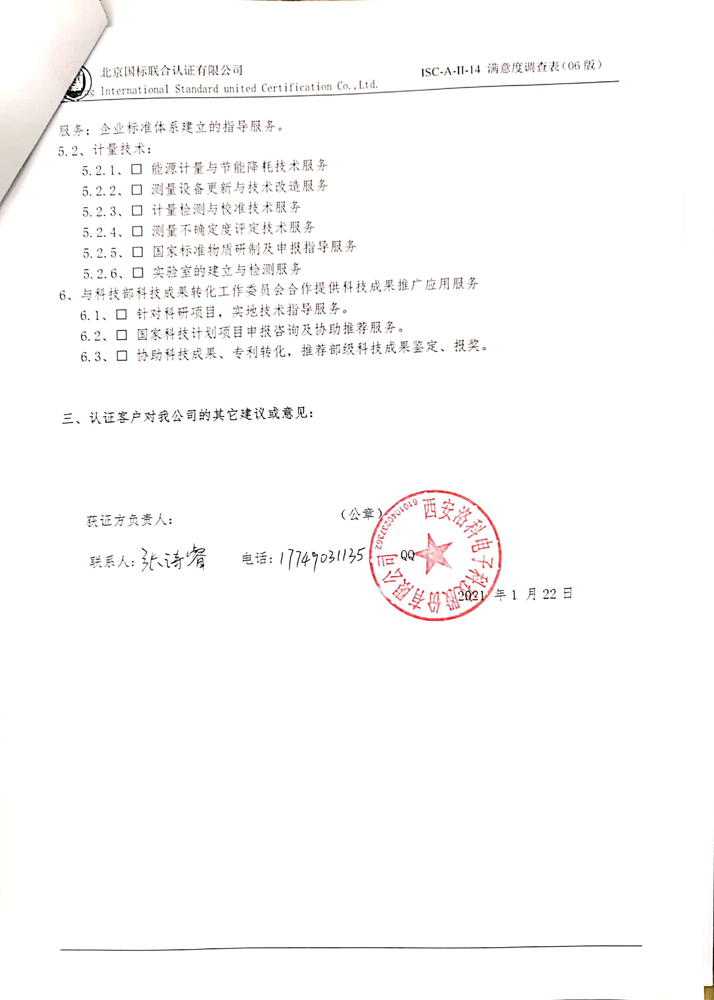 北京国标联合认证有限公司
ISC-A-II-14 满意度调查表(06 版)
ng International Standard united Certification Co.,Ltd.
服务；企业标准体系建立的指导服务。
5.2、计量技术：
5.2.1、□ 能源计量与节能降耗技术服务
5.2.2、□ 测量设备更新与技术改造服务
5.2.3、□ 计量检测与校准技术服务
5.2.4、□ 测量不确定度评定技术服务
5.2.5、□ 国家标准物质研制及申报指导服务
5.2.6、□ 实验室的建立与检测服务
6、与科技部科技成果转化工作委员会合作提供科技成果推广应用服务
6.1、□ 针对科研项目，实地技术指导服务。
6.2、□ 国家科技计划项目申报咨询及协助推荐服务。
6.3、□ 协助科技成果、专利转化，推荐部级科技成果鉴定、报奖。
三、认证客户对我公司的其它建议或意见：
获证方负责人：
（公章）
联系人：张诗睿 电话：17749031135 QQ
西安洛科电子科技股份有限公司
6101040237362
2021 年 1 月 22 日